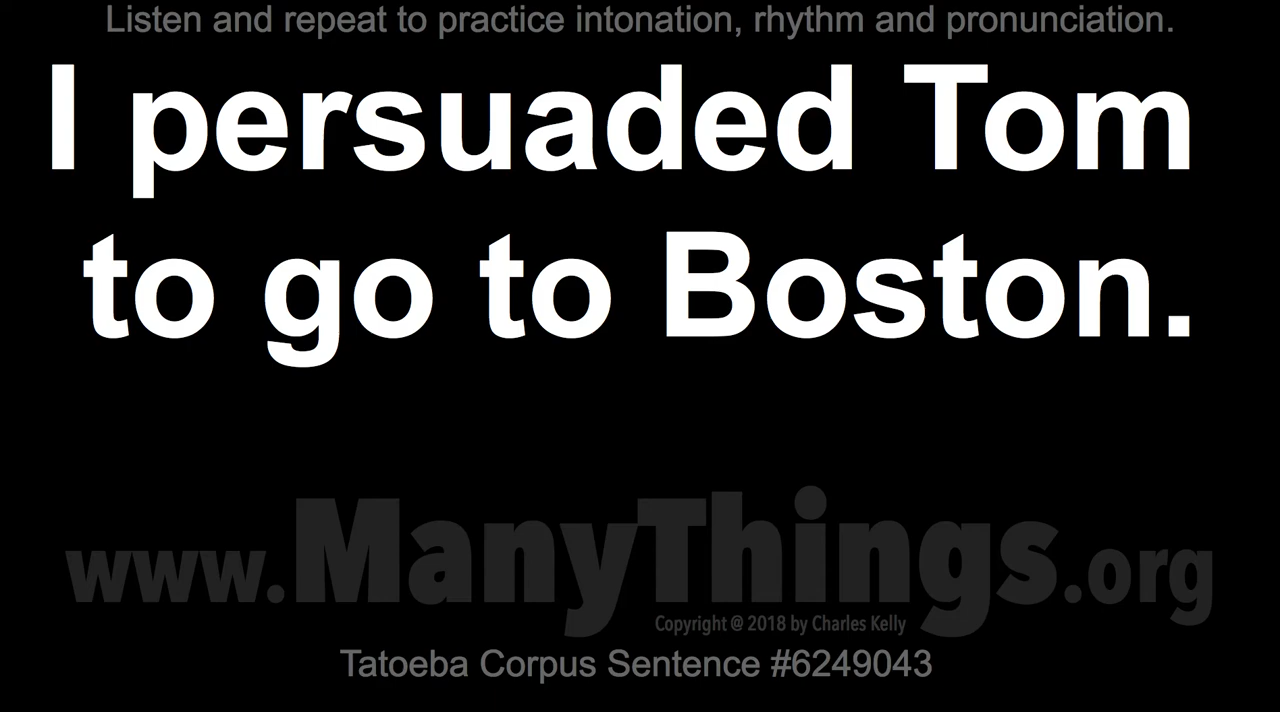 Listen and repeat to practice intonation, rhythm and pronunciation.
I persuaded Tom
to go to Boston.
www.ManyThings.org
Copyright @ 2018 by Charles Kelly
Tatoeba Corpus Sentence #6249043